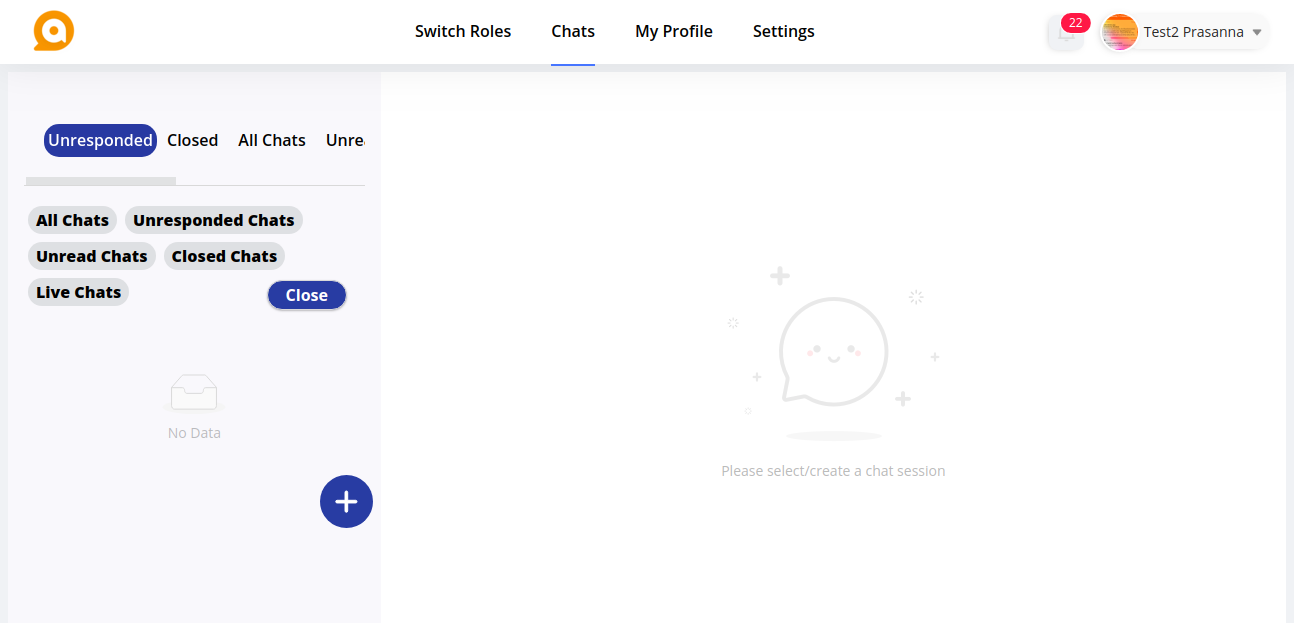 Switch Roles Chats My Profile Settings 22 Test2 Prasanna
Unresponded Closed All Chats Unre
All Chats Unresponded Chats
Unread Chats Closed Chats
Live Chats Close
No Data
Please select/create a chat session